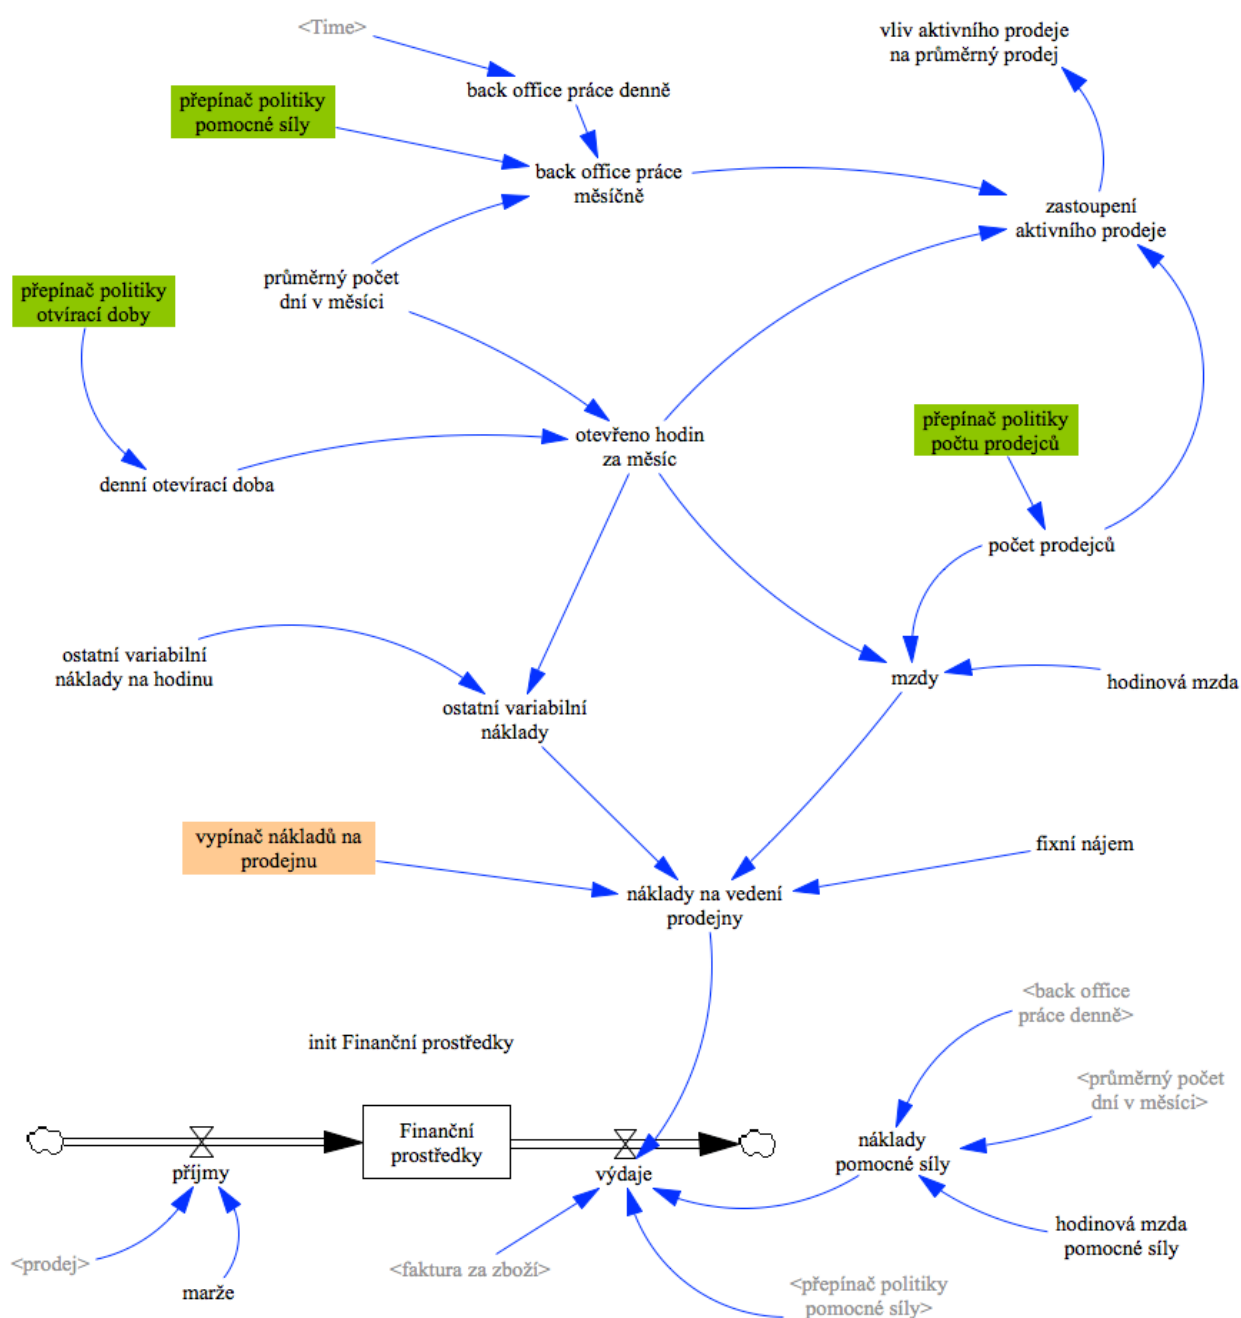 <Time>
vliv aktivního prodeje
na průměrný prodej
back office práce denně
přepínač politiky
pomocné síly
back office práce
měsíčně
zastoupení
aktivního prodeje
průměrný počet
dní v měsíci
přepínač politiky
otvírací doby
přepínač politiky
počtu prodejců
otevřeno hodin
za měsíc
denní otevírací doba
počet prodejců
ostatní variabilní
náklady na hodinu
mzdy
hodinová mzda
ostatní variabilní
náklady
vypínač nákladů na
prodejnu
fixní nájem
náklady na vedení
prodejny
<back office
práce denně>
init Finanční prostředky
<průměrný počet
dní v měsíci>
Finanční
prostředky
náklady
pomocné síly
příjmy
výdaje
hodinová mzda
pomocné síly
<prodej>
<faktura za zboží>
marže
<přepínač politiky
pomocné síly>